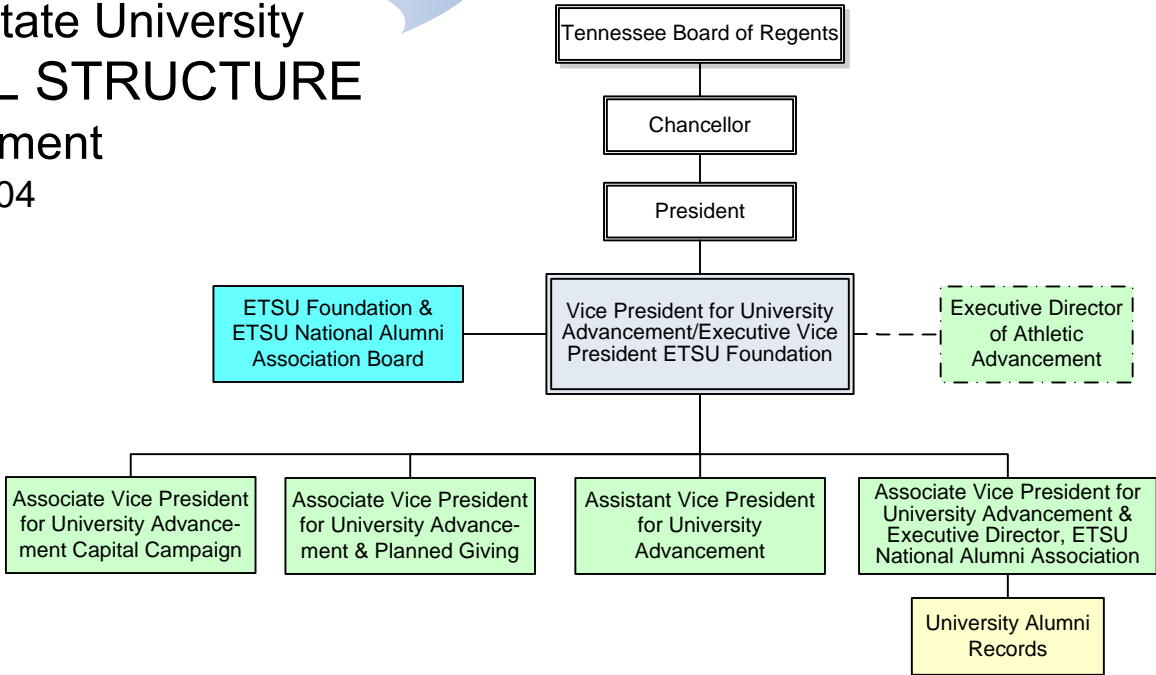 tate University
L STRUCTURE
ment
04
Tennessee Board of Regents
Chancellor
President
ETSU Foundation &
ETSU National Alumni
Association Board
Vice President for University
Advancement/Executive Vice
President ETSU Foundation
Executive Director
of Athletic
Advancement
Associate Vice President
for University Advance-
ment Capital Campaign
Associate Vice President
for University Advance-
ment & Planned Giving
Assistant Vice President
for University
Advancement
Associate Vice President for
University Advancement &
Executive Director, ETSU
National Alumni Association
University Alumni
Records